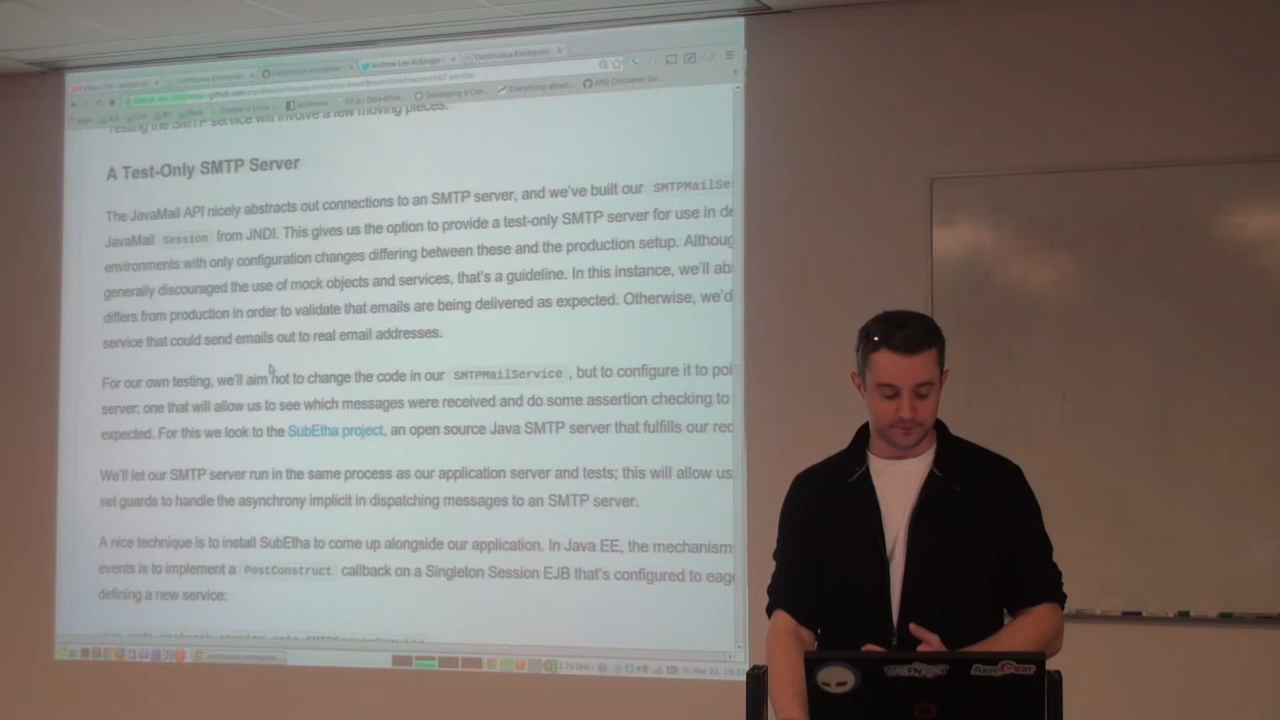 Testing the SMTP service will involve a few moving pieces.
A Test-Only SMTP Server
The JavaMail API nicely abstracts out connections to an SMTP server, and we've built our SMTPMailSe
JavaMail Session from JNDI. This gives us the option to provide a test-only SMTP server for use in de
environments with only configuration changes differing between these and the production setup. Althoug
generally discouraged the use of mock objects and services, that's a guideline. In this instance, we'll ab
differs from production in order to validate that emails are being delivered as expected. Otherwise, we'd
service that could send emails out to real email addresses.
For our own testing, we'll aim not to change the code in our SMTPMailService, but to configure it to poi
server: one that will allow us to see which messages were received and do some assertion checking to
expected. For this we look to the SubEtha project, an open source Java SMTP server that fulfills our rec
We'll let our SMTP server run in the same process as our application server and tests; this will allow us
set guards to handle the asynchrony implicit in dispatching messages to an SMTP server.
A nice technique is to install SubEtha to come up alongside our application. In Java EE, the mechanism
events is to implement a PostConstruct callback on a Singleton Session EJB that's configured to eag
defining a new service:
AeroGear